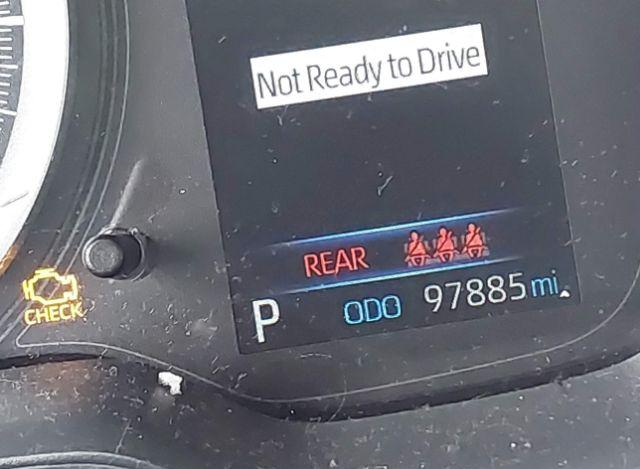 Not Ready to Drive
REAR
CHECK
P ODO 97885 mi